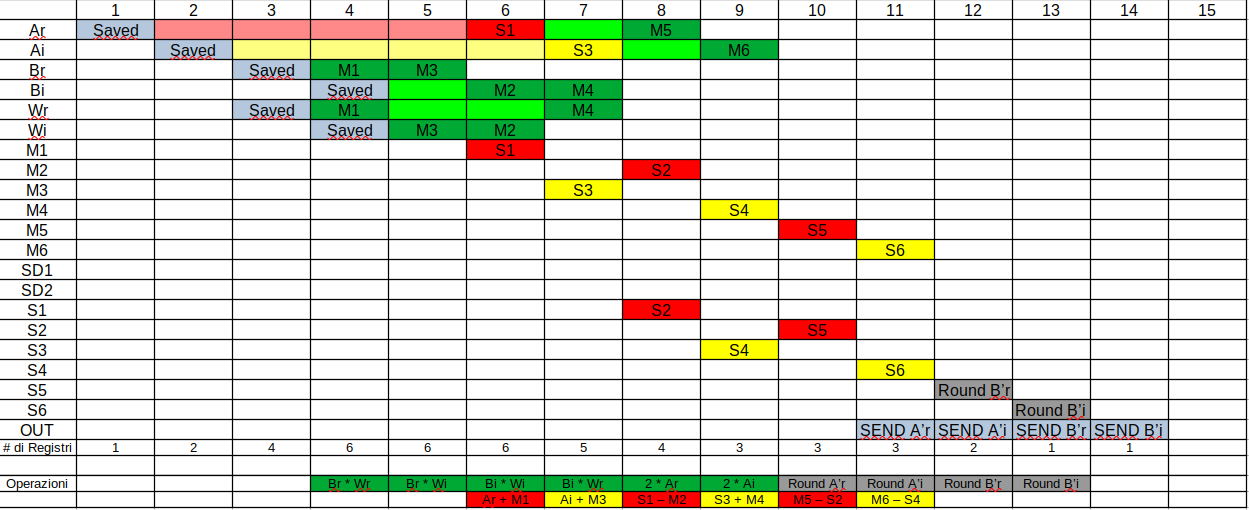 1 2 3 4 5 6 7 8 9 10 11 12 13 14 15
Ar Saved S1 M5
Ai Saved S3 M6
Br Saved M1 M3
Bi Saved M2 M4
Wr Saved M1 M4
Wi Saved M3 M2
M1 S1
M2 S2
M3 S3
M4 S4
M5 S5
M6 S6
SD1
SD2
S1 S2
S2 S5
S3 S4
S4 S6
S5 Round B’r
S6 Round B’i
OUT SEND A’r SEND A’i SEND B’r SEND B’i
# di Registri 1 2 4 6 6 6 5 4 3 3 3 2 1 1
Operazioni Br * Wr Br * Wi Bi * Wi Bi * Wr 2 * Ar 2 * Ai Round A’r Round A’i Round B’r Round B’i
Ar + M1 Ai + M3 S1 – M2 S3 + M4 M5 – S2 M6 – S4